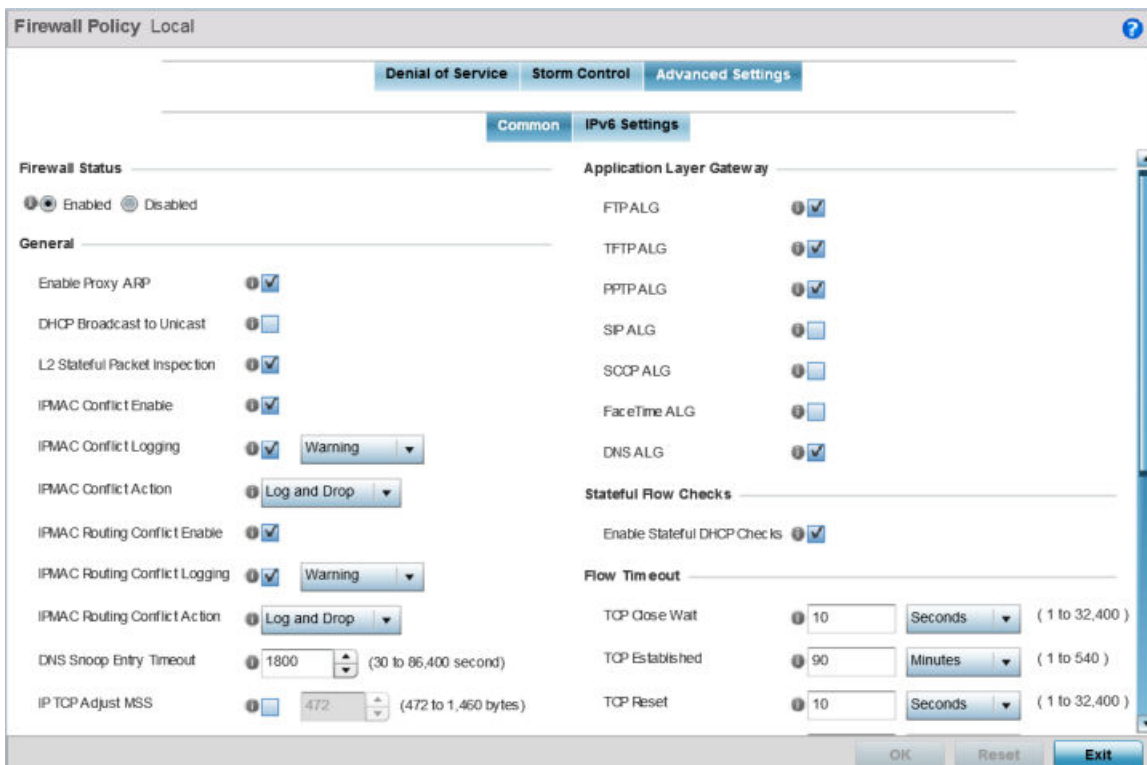 Firewall Policy Local
?
Denial of Service Storm Control Advanced Settings
Common IPv6 Settings
Firewall Status
Enabled Disabled
General
Enable Proxy ARP
DHCP Broadcast to Unicast
L2 Stateful Packet Inspection
IPMAC Conflict Enable
IPMAC Conflict Logging Warning
IPMAC Conflict Action Log and Drop
IPMAC Routing Conflict Enable
IPMAC Routing Conflict Logging Warning
IPMAC Routing Conflict Action Log and Drop
DNS Snoop Entry Timeout 1800 (30 to 86,400 second)
IP TCP Adjust MSS 472 (472 to 1,460 bytes)
Application Layer Gateway
FTP ALG
TFTP ALG
PPTP ALG
SIP ALG
SCCP ALG
FaceTime ALG
DNS ALG
Stateful Flow Checks
Enable Stateful DHCP Checks
Flow Timeout
TCP Close Wait 10 Seconds ( 1 to 32,400 )
TCP Established 90 Minutes ( 1 to 540 )
TCP Reset 10 Seconds ( 1 to 32,400 )
OK Reset Exit